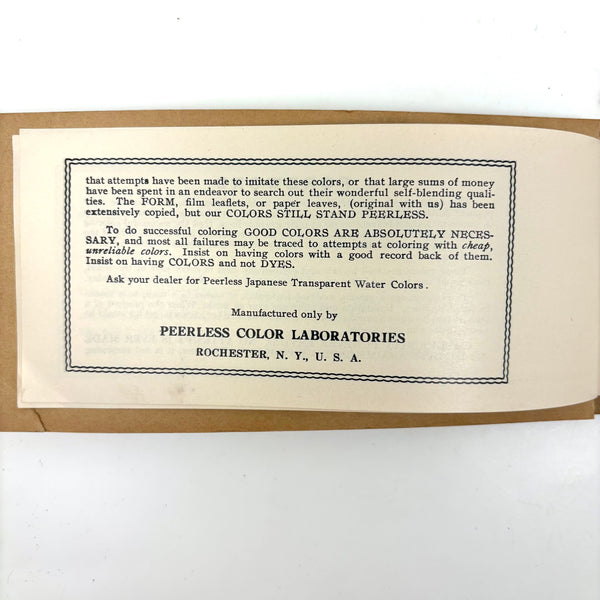 that attempts have been made to imitate these colors, or that large sums of money
have been spent in an endeavor to search out their wonderful self-blending quali-
ties. The FORM, film leaflets, or paper leaves, (original with us) has been
extensively copied, but our COLORS STILL STAND PEERLESS.
To do successful coloring GOOD COLORS ARE ABSOLUTELY NECES-
SARY, and most all failures may be traced to attempts at coloring with cheap,
unreliable colors. Insist on having colors with a good record back of them.
Insist on having COLORS and not DYES.
Ask your dealer for Peerless Japanese Transparent Water Colors.
Manufactured only by
PEERLESS COLOR LABORATORIES
ROCHESTER, N. Y., U. S. A.